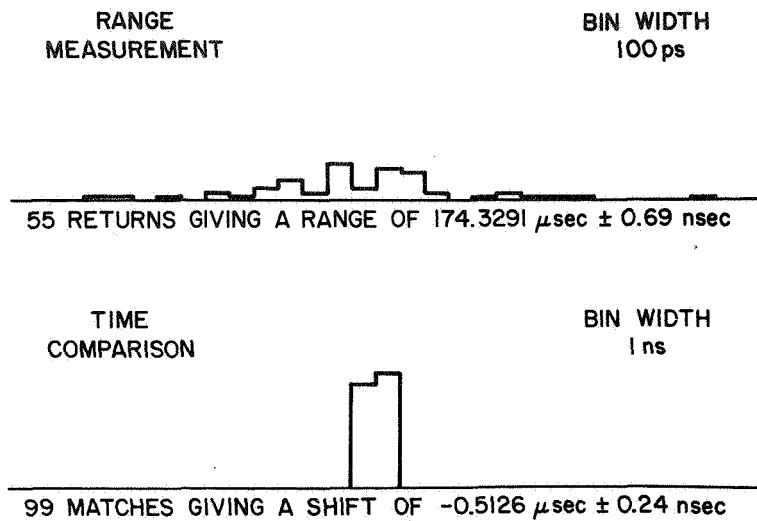 RANGE
MEASUREMENT
BIN WIDTH
100 ps
55 RETURNS GIVING A RANGE OF 174.3291 μsec ± 0.69 nsec
TIME
COMPARISON
BIN WIDTH
1 ns
99 MATCHES GIVING A SHIFT OF -0.5126 μsec ± 0.24 nsec